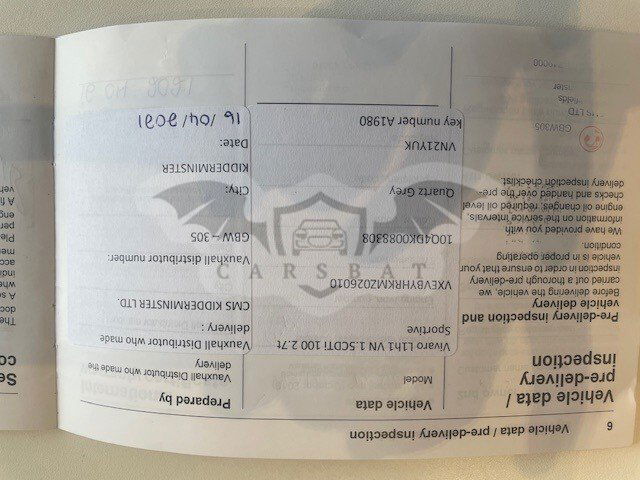 6
Vehicle data / pre-delivery inspection
Vehicle data /
pre-delivery
inspection
Pre-delivery inspection and
vehicle delivery
Before delivering the vehicle, we
carried out a thorough pre-delivery
inspection in order to ensure that your
vehicle is in proper operating
condition.
We have provided you with
information on the service intervals,
engine oil changes, required oil level
checks and handed over the pre-
delivery inspection checklist.
Vehicle data
Model
Vivaro L1h1 VN 1.5CDTi 100 2.7t
Sportive
VXEVBYHRKMZ026010
10Q4DK0088308
Quartz Grey
VN21YUK
key number A1980
Prepared by
Vauxhall Distributor who made the
delivery
Vauxhall Distributor who made
delivery :
CMS KIDDERMINSTER LTD.
Vauxhall distributor number:
GBW - 305
City:
KIDDERMINSTER
Date:
16/04/2021
CARSBAT
GBW305